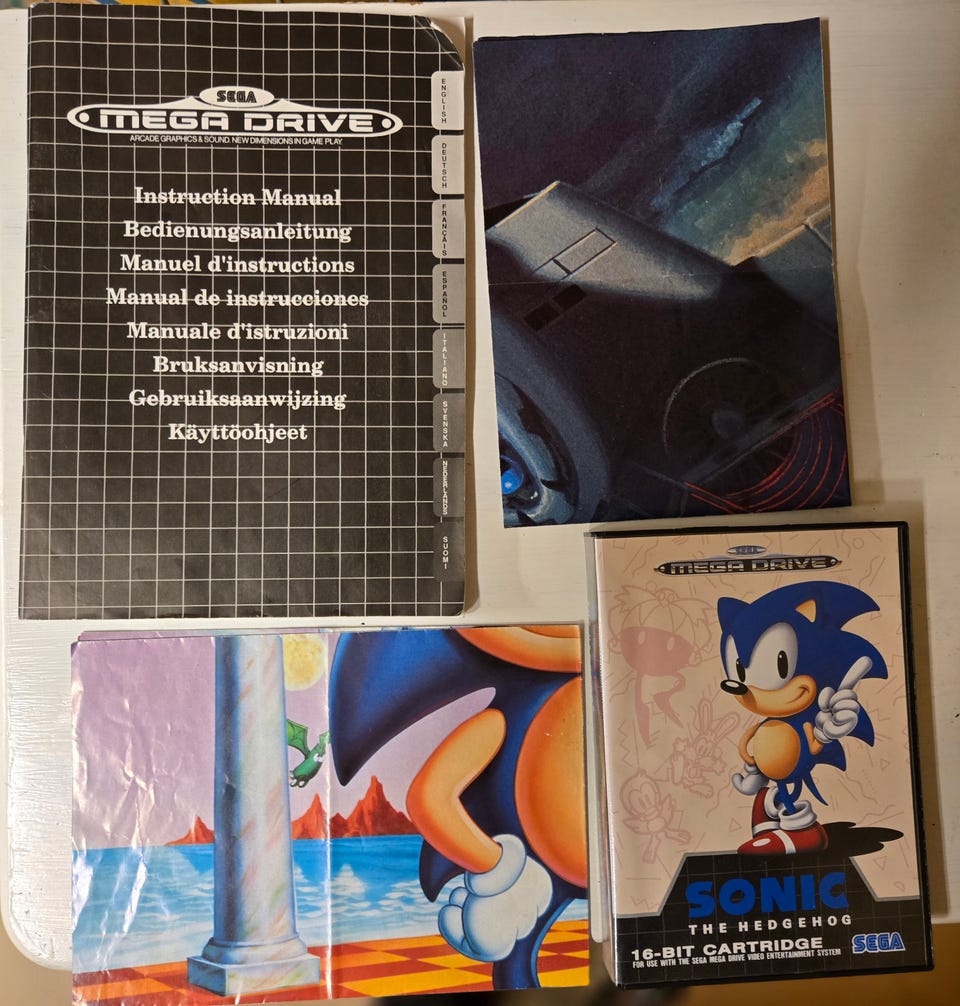 SEGA
MEGA DRIVE
ARCADE GRAPHICS & SOUND. NEW DIMENSIONS IN GAME PLAY.
Instruction Manual
Bedienungsanleitung
Manuel d'instructions
Manual de instrucciones
Manuale d'istruzioni
Bruksanvisning
Gebruiksaanwijzing
Käyttöohjeet
ENGLISH
DEUTSCH
FRANÇAIS
ESPAÑOL
ITALIANO
SVENSKA
NEDERLANDS
SUOMI
SEGA
MEGA DRIVE
SONIC
THE HEDGEHOG
16-BIT CARTRIDGE
FOR USE WITH THE SEGA MEGA DRIVE VIDEO ENTERTAINMENT SYSTEM
SEGA